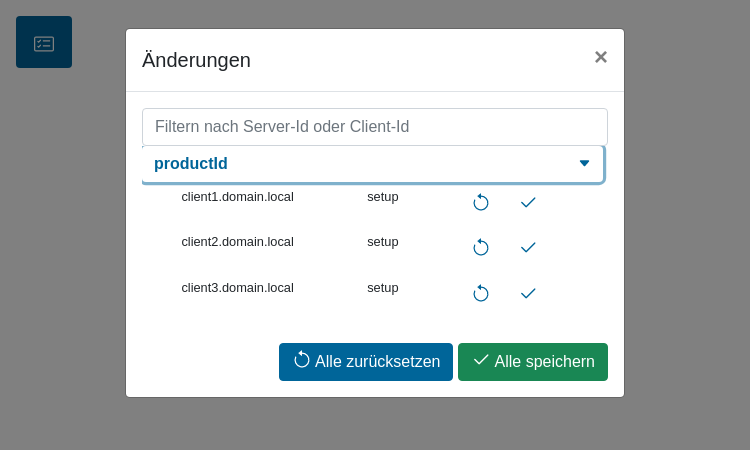 Änderungen ×
Filtern nach Server-Id oder Client-Id
productId
client1.domain.local setup
client2.domain.local setup
client3.domain.local setup
Alle zurücksetzen Alle speichern